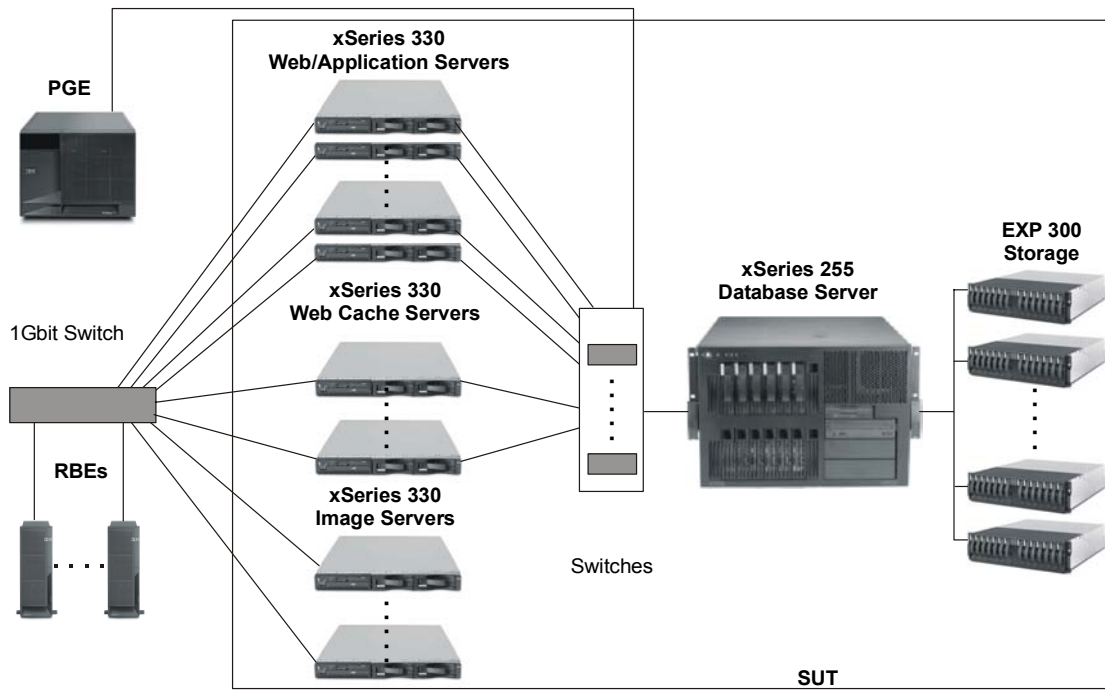 xSeries 330
Web/Application Servers
PGE
EXP 300
Storage
xSeries 255
Database Server
xSeries 330
Web Cache Servers
1Gbit Switch
RBEs
xSeries 330
Image Servers
Switches
SUT